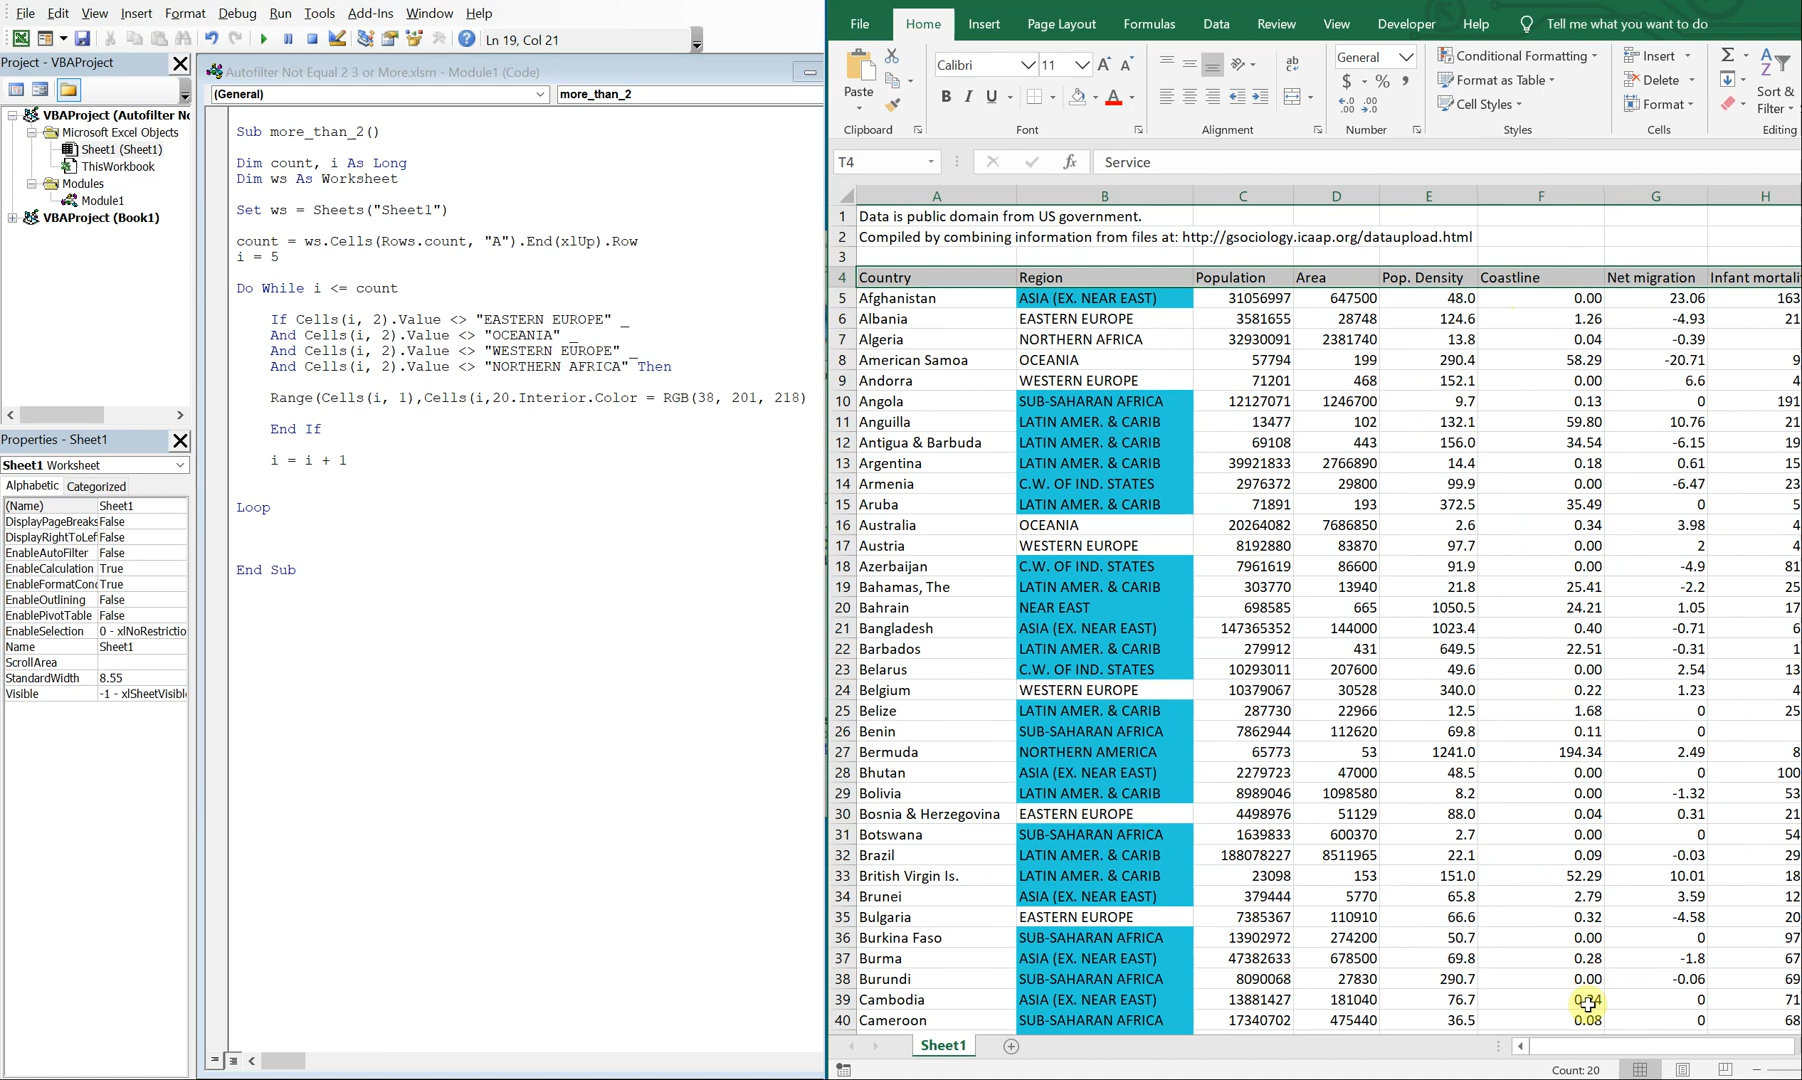 File Edit View Insert Format Debug Run Tools Add-Ins Window Help
Ln 19, Col 21
Project - VBAProject
VBAProject (Autofilter No
Microsoft Excel Objects
Sheet1 (Sheet1)
ThisWorkbook
Modules
Module1
VBAProject (Book1)
Properties - Sheet1
Sheet1 Worksheet
Alphabetic Categorized
(Name) Sheet1
DisplayPageBreaks False
DisplayRightToLef False
EnableAutoFilter False
EnableCalculation True
EnableFormatConc True
EnableOutlining False
EnablePivotTable False
EnableSelection 0 - xlNoRestrictio
Name Sheet1
ScrollArea
StandardWidth 8.55
Visible -1 - xlSheetVisibl
Autofilter Not Equal 2 3 or More.xlsm - Module1 (Code)
(General) more_than_2
Sub more_than_2()
Dim count, i As Long
Dim ws As Worksheet
Set ws = Sheets("Sheet1")
count = ws.Cells(Rows.count, "A").End(xlUp).Row
i = 5
Do While i <= count
If Cells(i, 2).Value <> "EASTERN EUROPE" _
And Cells(i, 2).Value <> "OCEANIA" _
And Cells(i, 2).Value <> "WESTERN EUROPE" _
And Cells(i, 2).Value <> "NORTHERN AFRICA" Then
Range(Cells(i, 1),Cells(i,20.Interior.Color = RGB(38, 201, 218)
End If
i = i + 1
Loop
End Sub
File Home Insert Page Layout Formulas Data Review View Developer Help Tell me what you want to do
Paste
Calibri 11
B I U
General
$ % ,
Conditional Formatting
Format as Table
Cell Styles
Insert
Delete
Format
Sort &
Filter
Clipboard Font Alignment Number Styles Cells Editing
T4 fx Service
A B C D E F G H
1 Data is public domain from US government.
2 Compiled by combining information from files at: http://gsociology.icaap.org/dataupload.html
3
4 Country Region Population Area Pop. Density Coastline Net migration Infant mortali
5 Afghanistan ASIA (EX. NEAR EAST) 31056997 647500 48.0 0.00 23.06 163
6 Albania EASTERN EUROPE 3581655 28748 124.6 1.26 -4.93 21
7 Algeria NORTHERN AFRICA 32930091 2381740 13.8 0.04 -0.39
8 American Samoa OCEANIA 57794 199 290.4 58.29 -20.71 9
9 Andorra WESTERN EUROPE 71201 468 152.1 0.00 6.6 4
10 Angola SUB-SAHARAN AFRICA 12127071 1246700 9.7 0.13 0 191
11 Anguilla LATIN AMER. & CARIB 13477 102 132.1 59.80 10.76 21
12 Antigua & Barbuda LATIN AMER. & CARIB 69108 443 156.0 34.54 -6.15 19
13 Argentina LATIN AMER. & CARIB 39921833 2766890 14.4 0.18 0.61 15
14 Armenia C.W. OF IND. STATES 2976372 29800 99.9 0.00 -6.47 23
15 Aruba LATIN AMER. & CARIB 71891 193 372.5 35.49 0 5
16 Australia OCEANIA 20264082 7686850 2.6 0.34 3.98 4
17 Austria WESTERN EUROPE 8192880 83870 97.7 0.00 2 4
18 Azerbaijan C.W. OF IND. STATES 7961619 86600 91.9 0.00 -4.9 81
19 Bahamas, The LATIN AMER. & CARIB 303770 13940 21.8 25.41 -2.2 25
20 Bahrain NEAR EAST 698585 665 1050.5 24.21 1.05 17
21 Bangladesh ASIA (EX. NEAR EAST) 147365352 144000 1023.4 0.40 -0.71 6
22 Barbados LATIN AMER. & CARIB 279912 431 649.5 22.51 -0.31 1
23 Belarus C.W. OF IND. STATES 10293011 207600 49.6 0.00 2.54 13
24 Belgium WESTERN EUROPE 10379067 30528 340.0 0.22 1.23 4
25 Belize LATIN AMER. & CARIB 287730 22966 12.5 1.68 0 25
26 Benin SUB-SAHARAN AFRICA 7862944 112620 69.8 0.11 0
27 Bermuda NORTHERN AMERICA 65773 53 1241.0 194.34 2.49 8
28 Bhutan ASIA (EX. NEAR EAST) 2279723 47000 48.5 0.00 0 100
29 Bolivia LATIN AMER. & CARIB 8989046 1098580 8.2 0.00 -1.32 53
30 Bosnia & Herzegovina EASTERN EUROPE 4498976 51129 88.0 0.04 0.31 21
31 Botswana SUB-SAHARAN AFRICA 1639833 600370 2.7 0.00 0 54
32 Brazil LATIN AMER. & CARIB 188078227 8511965 22.1 0.09 -0.03 29
33 British Virgin Is. LATIN AMER. & CARIB 23098 153 151.0 52.29 10.01 18
34 Brunei ASIA (EX. NEAR EAST) 379444 5770 65.8 2.79 3.59 12
35 Bulgaria EASTERN EUROPE 7385367 110910 66.6 0.32 -4.58 20
36 Burkina Faso SUB-SAHARAN AFRICA 13902972 274200 50.7 0.00 0 97
37 Burma ASIA (EX. NEAR EAST) 47382633 678500 69.8 0.28 -1.8 67
38 Burundi SUB-SAHARAN AFRICA 8090068 27830 290.7 0.00 -0.06 69
39 Cambodia ASIA (EX. NEAR EAST) 13881427 181040 76.7 0 71
40 Cameroon SUB-SAHARAN AFRICA 17340702 475440 36.5 0.08 0 68
Sheet1
Count: 20